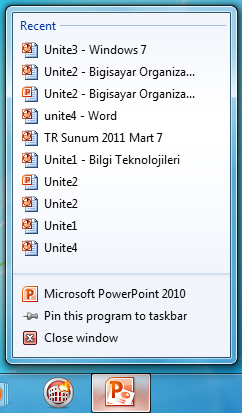 Recent
Unite3 - Windows 7
Unite2 - Bigisayar Organiza...
Unite2 - Bigisayar Organiza...
unite4 - Word
TR Sunum 2011 Mart 7
Unite1 - Bilgi Teknolojileri
Unite2
Unite2
Unite1
Unite4
Microsoft PowerPoint 2010
Pin this program to taskbar
Close window